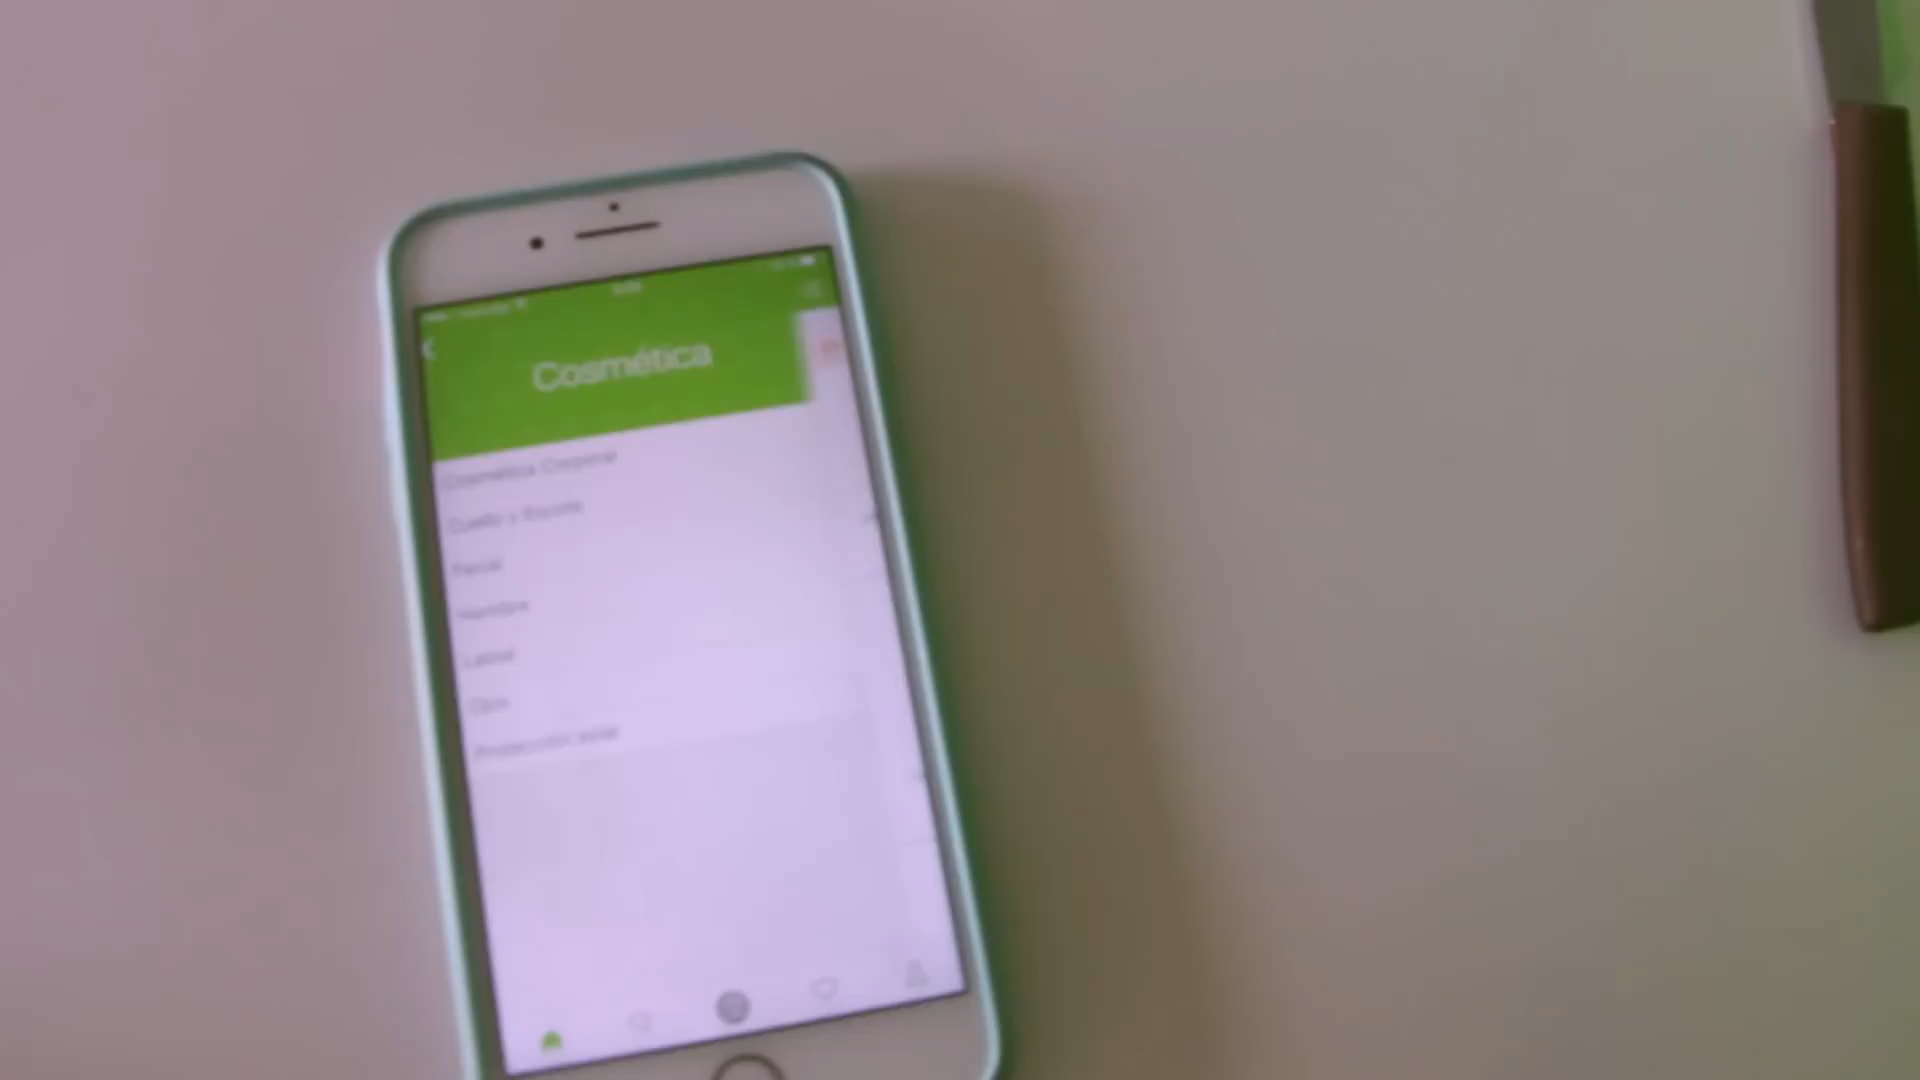 Cosmética
Cosmética Corporal
Cuello y Escote
Facial
Hombre
Labial
Ojos
Protección solar